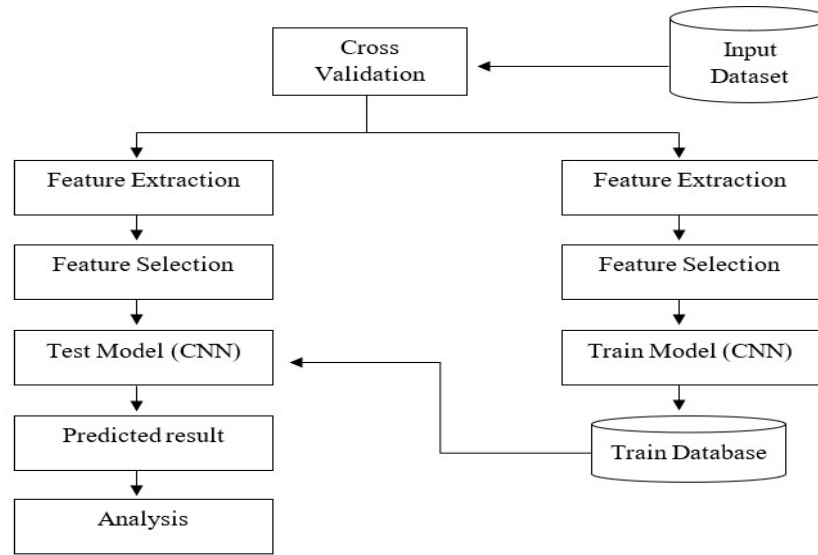 Cross
Validation
Input
Dataset
Feature Extraction
Feature Extraction
Feature Selection
Feature Selection
Test Model (CNN)
Train Model (CNN)
Predicted result
Train Database
Analysis